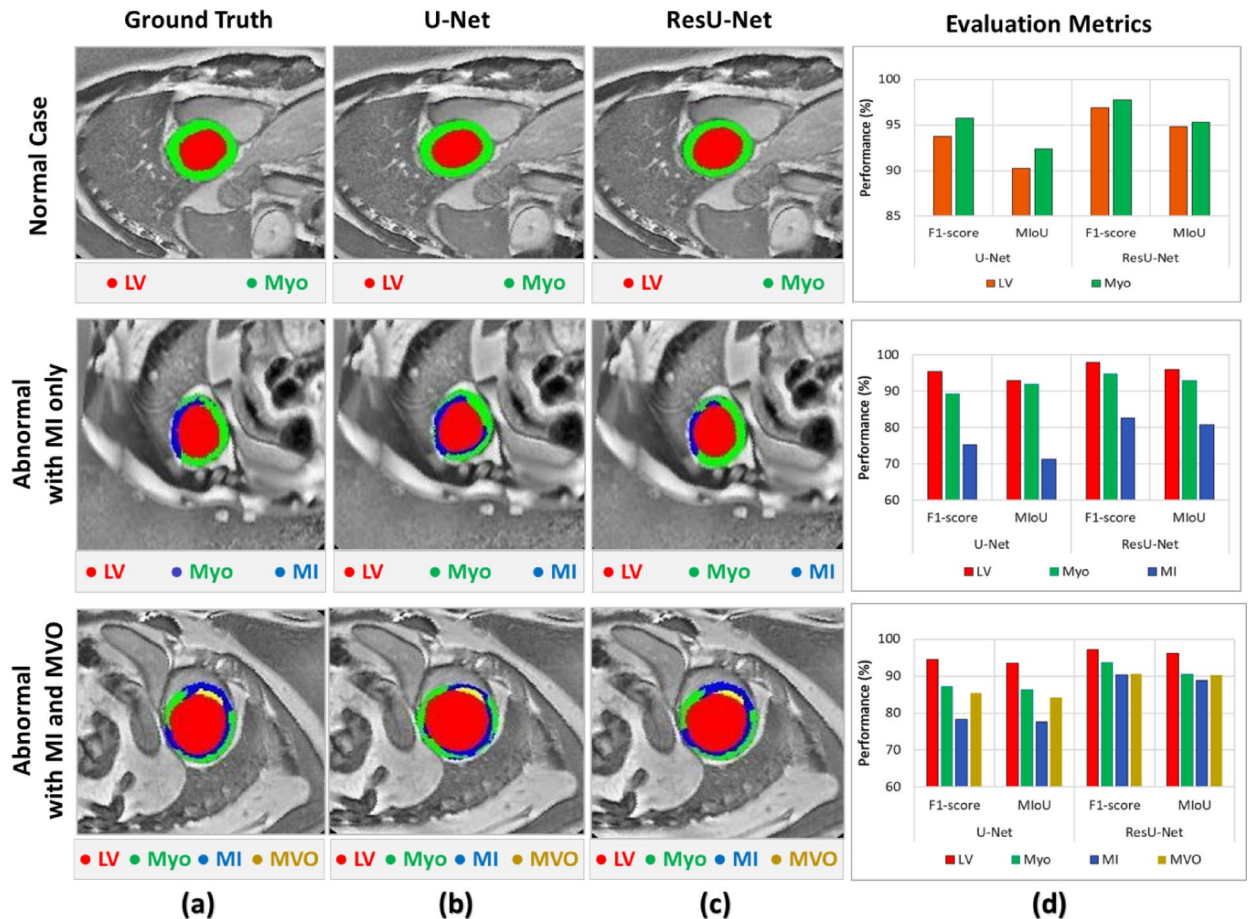 Ground Truth
U-Net
ResU-Net
Evaluation Metrics
Normal Case
● LV ● Myo
● LV ● Myo
● LV ● Myo
Performance (%)
100
95
90
85
F1-score MIoU F1-score MIoU
U-Net ResU-Net
LV Myo
Abnormal
with MI only
● LV ● Myo ● MI
● LV ● Myo ● MI
● LV ● Myo ● MI
Performance (%)
100
90
80
70
60
F1-score MIoU F1-score MIoU
U-Net ResU-Net
LV Myo MI
Abnormal
with MI and MVO
● LV ● Myo ● MI ● MVO
● LV ● Myo ● MI ● MVO
● LV ● Myo ● MI ● MVO
Performance (%)
100
90
80
70
60
F1-score MIoU F1-score MIoU
U-Net ResU-Net
LV Myo MI MVO
(a)
(b)
(c)
(d)